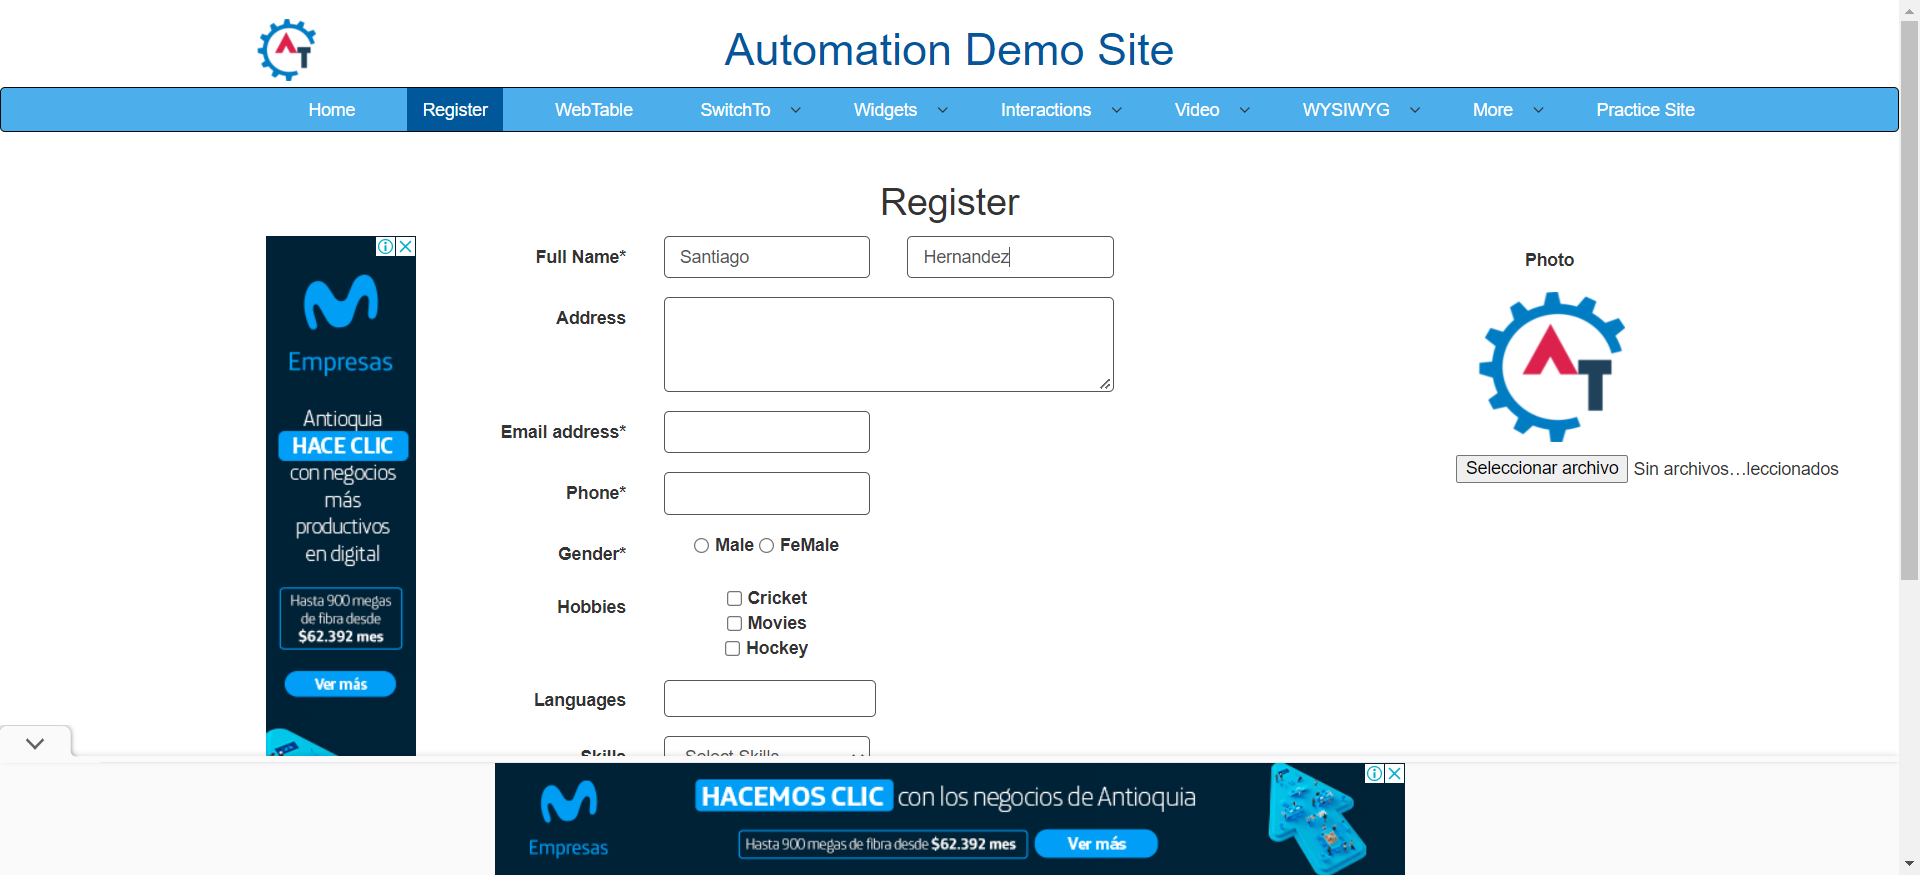 AT
Automation Demo Site
Home Register WebTable SwitchTo Widgets Interactions Video WYSIWYG More Practice Site
Register
Full Name* Santiago Hernandez
Address
Email address*
Phone*
Gender* Male FeMale
Hobbies
Cricket
Movies
Hockey
Languages
Skills Select Skills
Photo
AT
Seleccionar archivo Sin archivos...leccionados
Empresas
Antioquia
HACE CLIC
con negocios
más
productivos
en digital
Hasta 900 megas
de fibra desde
$62.392 mes
Ver más
Empresas
HACEMOS CLIC con los negocios de Antioquia
Hasta 900 megas de fibra desde $62.392 mes
Ver más